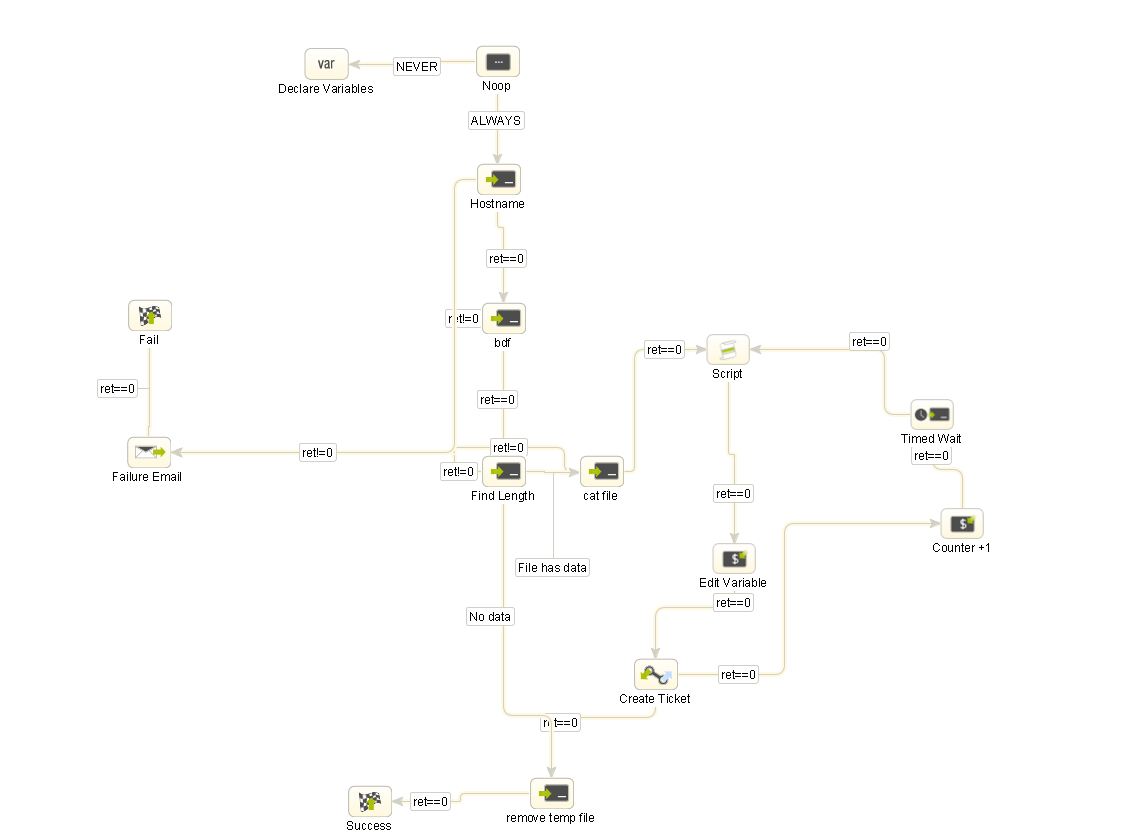 var
NEVER
Declare Variables
Noop
ALWAYS
Hostname
ret==0
ret!=0
bdf
Fail
ret==0
ret==0
Script
ret==0
ret==0
ret==0
Timed Wait
ret==0
ret!=0
ret!=0
ret!=0
Failure Email
Find Length
cat file
ret==0
$
Counter +1
$
File has data
Edit Variable
ret==0
No data
ret==0
Create Ticket
ret==0
ret==0
remove temp file
Success